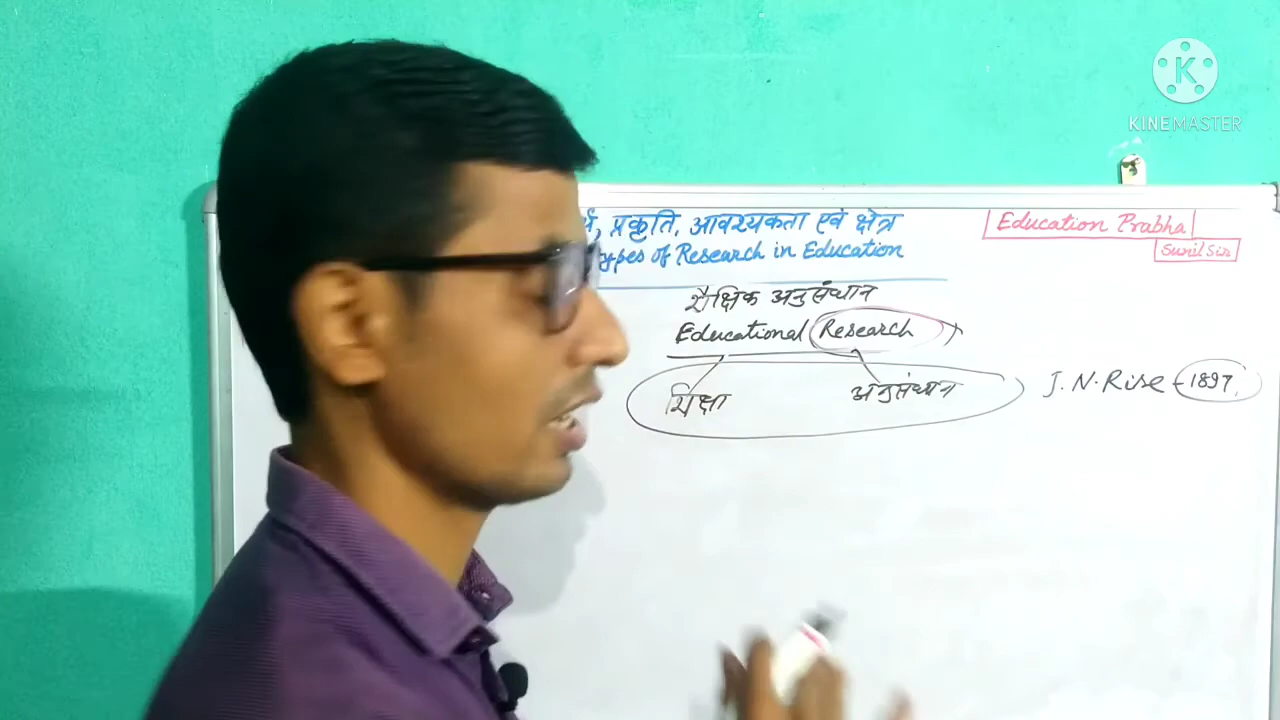 KINEMASTER
प्रकृति, आवश्यकता एवं क्षेत्र
types of Research in Education
Education Prabha
Sunil Sir
शैक्षिक अनुसंधान
Educational Research
शिक्षा अनुसंधान
J. N. Rise - 1897